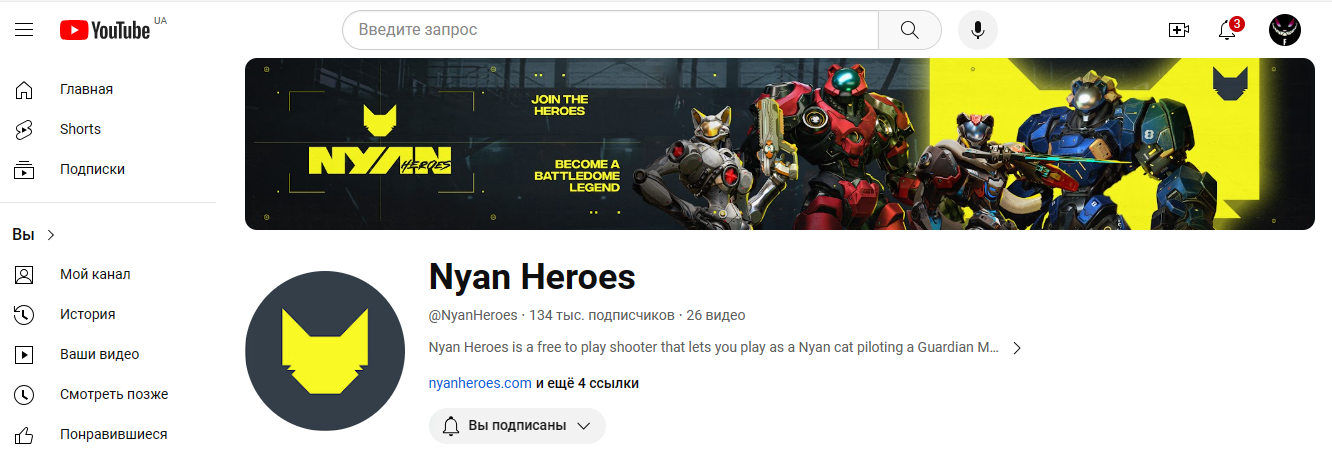 YouTube UA
Введите запрос
3
F
Главная
Shorts
Подписки
Вы
Мой канал
История
Ваши видео
Смотреть позже
Понравившиеся
JOIN THE
HEROES
NYAN HEROES
BECOME A
BATTLEDOME
LEGEND
8
Nyan Heroes
@NyanHeroes · 134 тыс. подписчиков · 26 видео
Nyan Heroes is a free to play shooter that lets you play as a Nyan cat piloting a Guardian M…
nyanheroes.com и ещё 4 ссылки
Вы подписаны